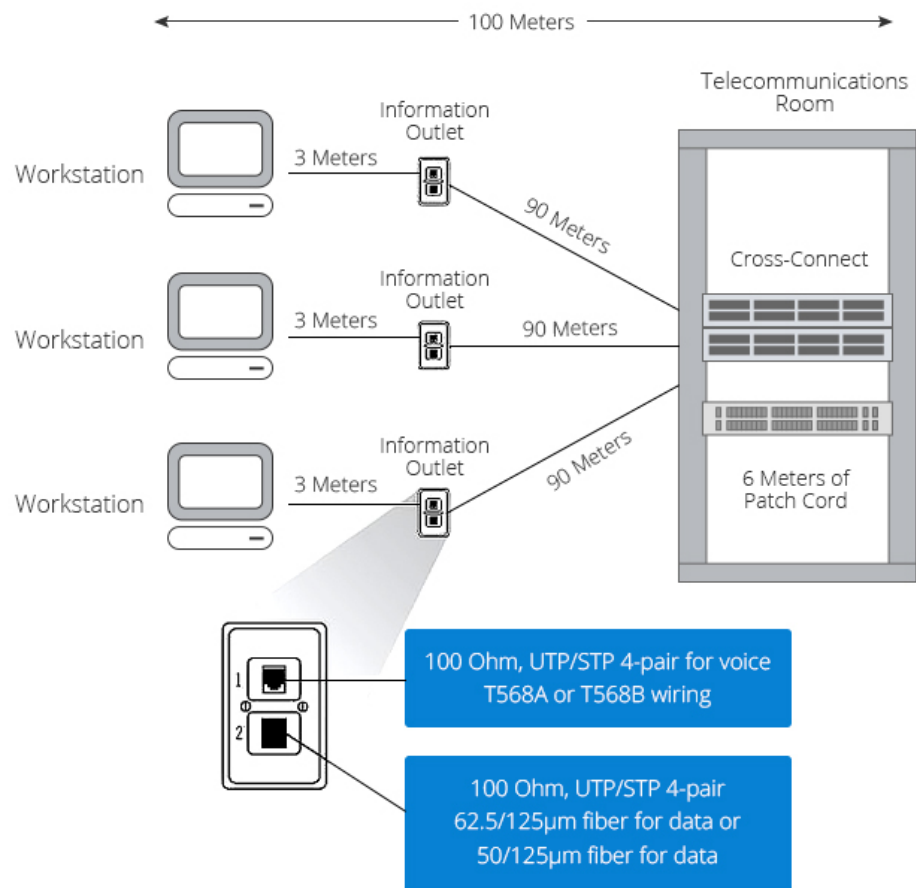 100 Meters
Telecommunications
Room
Information
Outlet
3 Meters
Workstation
90 Meters
Cross-Connect
Information
Outlet
3 Meters
90 Meters
Workstation
Information
Outlet
3 Meters
90 Meters
Workstation
6 Meters of
Patch Cord
1
2
100 Ohm, UTP/STP 4-pair for voice
T568A or T568B wiring
100 Ohm, UTP/STP 4-pair
62.5/125µm fiber for data or
50/125µm fiber for data